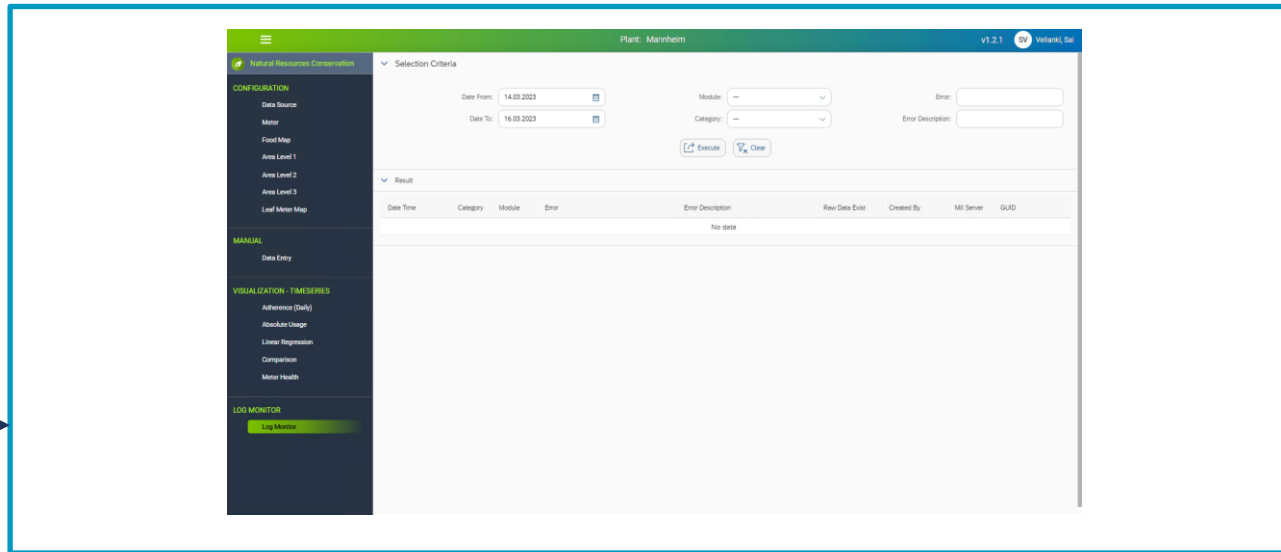 Plant: Mannheim
v1.2.1 SV Vellanki, Sai
Natural Resources Conservation
CONFIGURATION
Data Source
Meter
Food Map
Area Level 1
Area Level 2
Area Level 3
Leaf Meter Map
MANUAL
Data Entry
VISUALIZATION - TIMESERIES
Adherence (Daily)
Absolute Usage
Linear Regression
Comparison
Meter Health
LOG MONITOR
Log Monitor
Selection Criteria
Date From: 14.03.2023 Module: — Error:
Date To: 16.03.2023 Category: — Error Description:
Execute Clear
Result
Date Time Category Module Error Error Description Raw Data Exist Created By MII Server GUID
No data